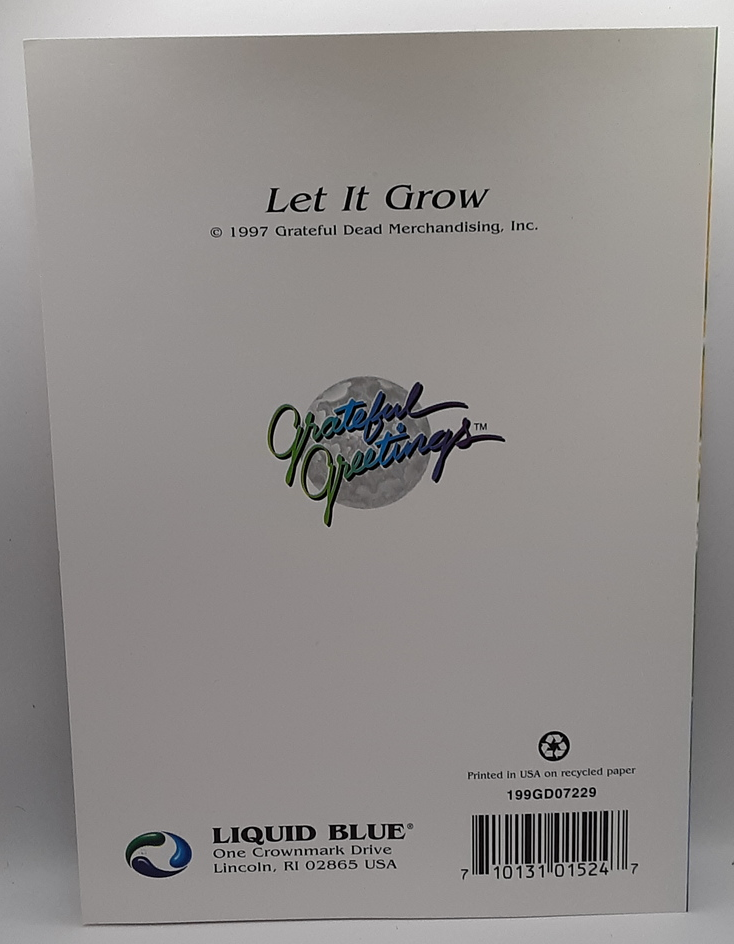 Let It Grow
© 1997 Grateful Dead Merchandising, Inc.
Grateful
Greetings™
Printed in USA on recycled paper
199GD07229
LIQUID BLUE®
One Crownmark Drive
Lincoln, RI 02865 USA
7 10131 01524 7